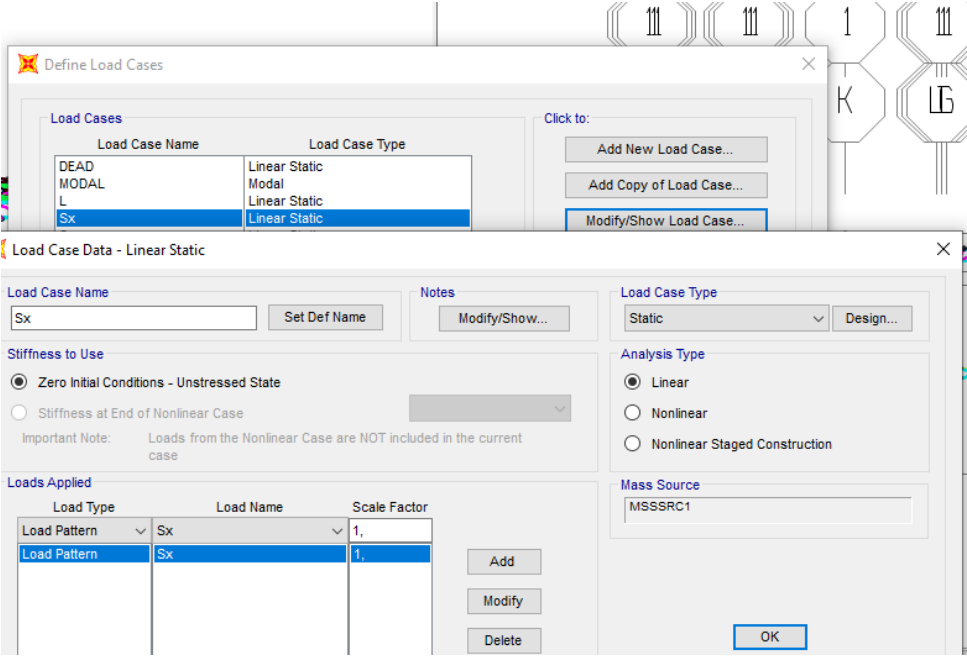 111 111 1 111
Define Load Cases
K
Load Cases
Click to:
Load Case Name Load Case Type
Add New Load Case...
DEAD Linear Static
MODAL Modal
Add Copy of Load Case...
L Linear Static
Sx Linear Static
Modify/Show Load Case...
Load Case Data - Linear Static
Load Case Name Notes Load Case Type
Sx Set Def Name Modify/Show... Static Design...
Stiffness to Use Analysis Type
Zero Initial Conditions - Unstressed State Linear
Stiffness at End of Nonlinear Case Nonlinear
Important Note: Loads from the Nonlinear Case are NOT included in the current
case
Nonlinear Staged Construction
Loads Applied Mass Source
Load Type Load Name Scale Factor MSSSRC1
Load Pattern Sx 1,
Load Pattern Sx 1,
Add
Modify
Delete OK